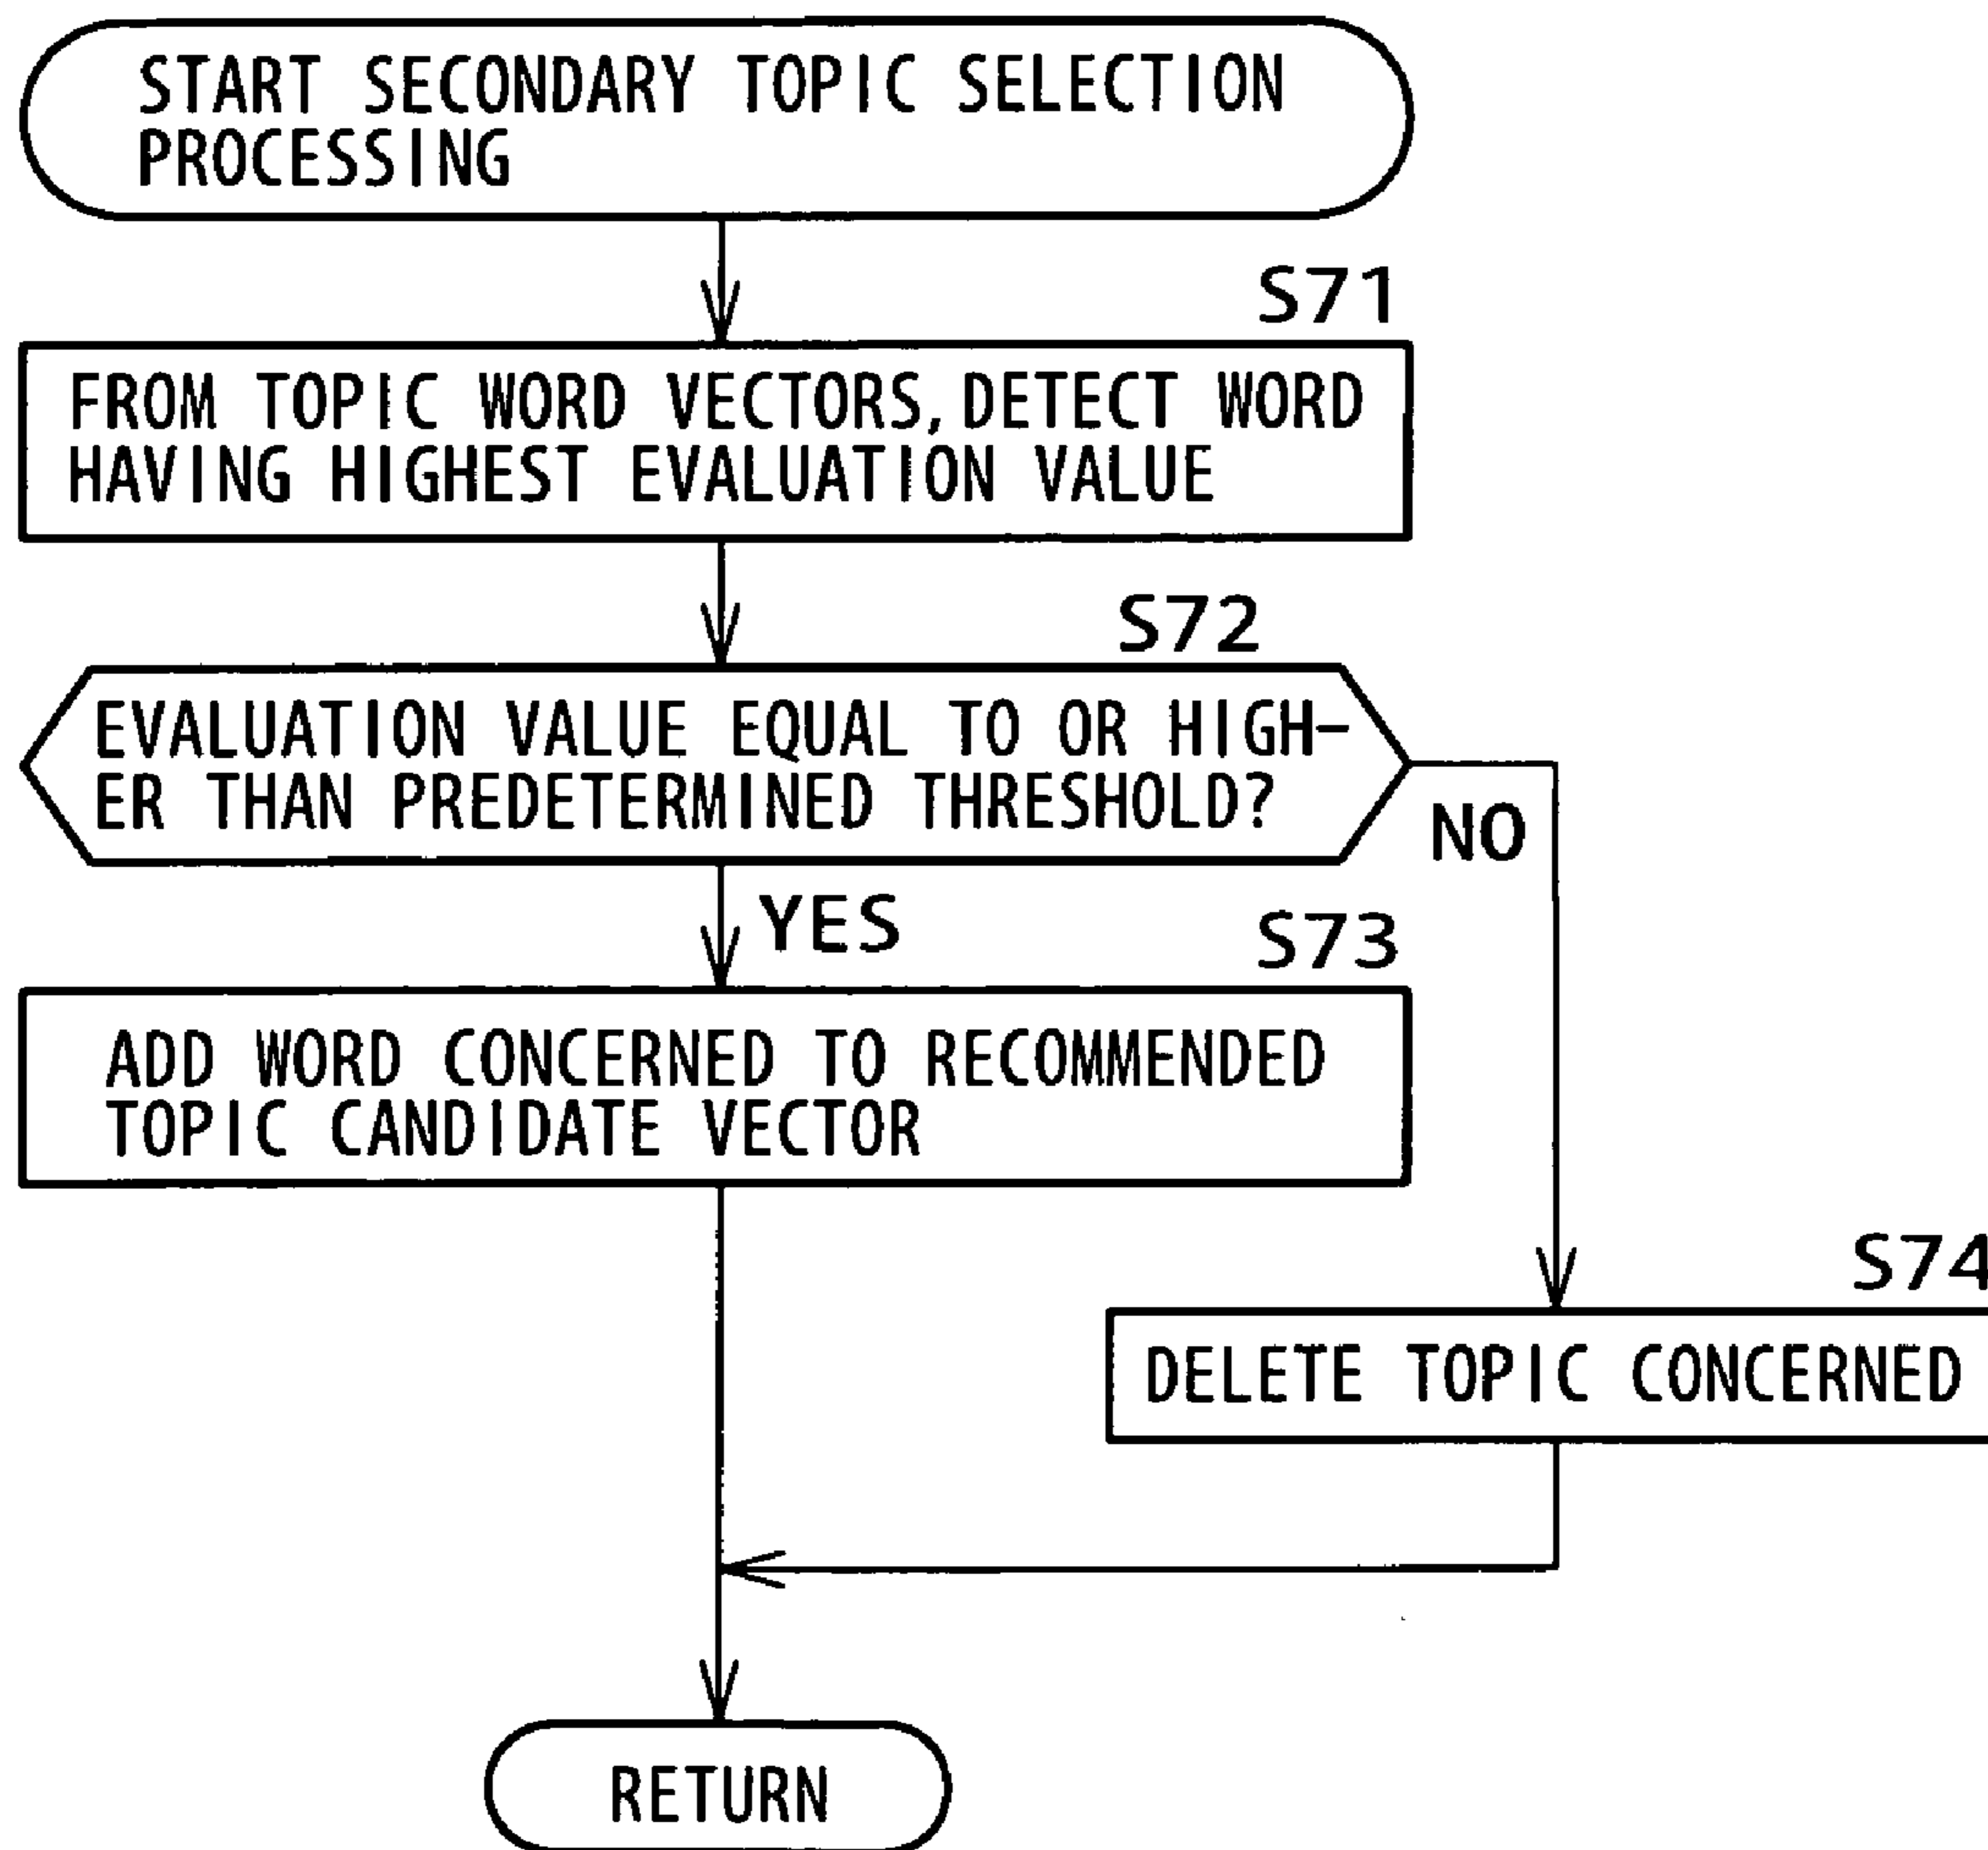 START SECONDARY TOPIC SELECTION
PROCESSING
S71
FROM TOPIC WORD VECTORS, DETECT WORD
HAVING HIGHEST EVALUATION VALUE
S72
EVALUATION VALUE EQUAL TO OR HIGH-
ER THAN PREDETERMINED THRESHOLD?
NO
YES
S73
ADD WORD CONCERNED TO RECOMMENDED
TOPIC CANDIDATE VECTOR
S74
DELETE TOPIC CONCERNED
RETURN